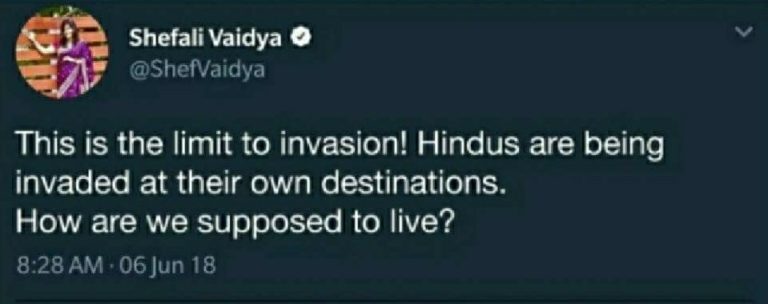 Shefali Vaidya
@ShefVaidya
This is the limit to invasion! Hindus are being
invaded at their own destinations.
How are we supposed to live?
8:28 AM · 06 Jun 18